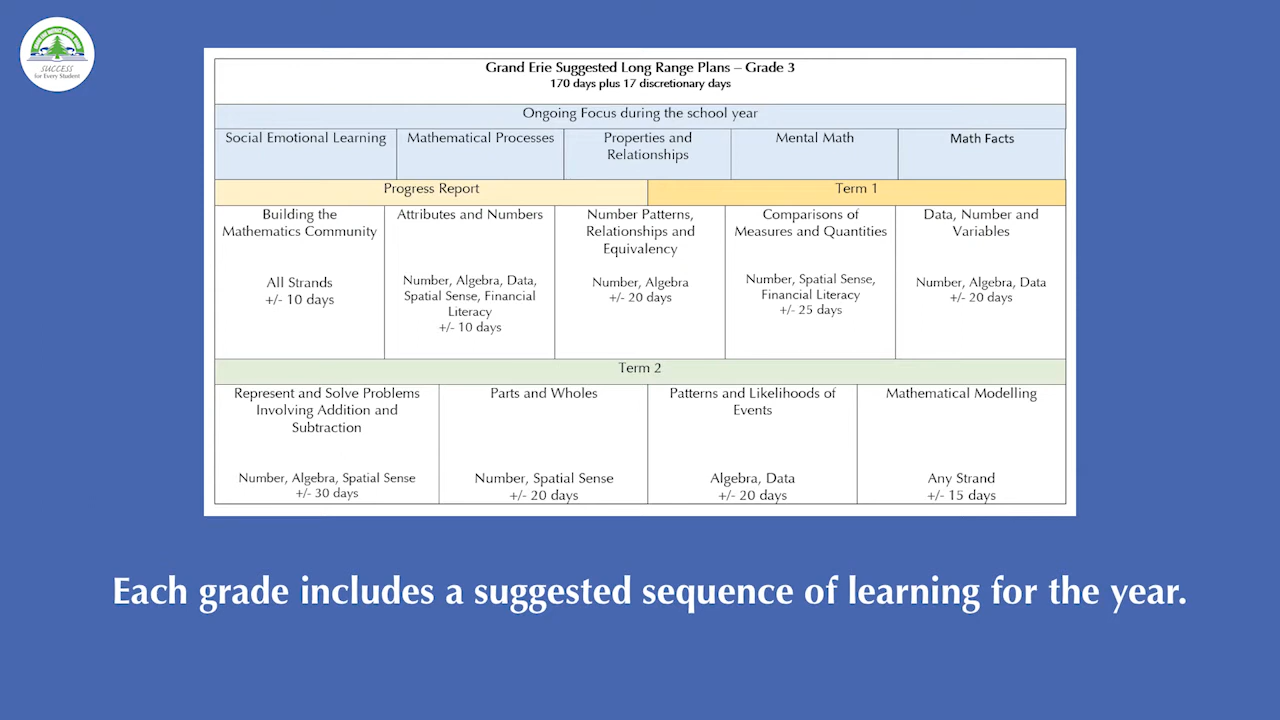 SUCCESS
for Every Student
Grand Erie Suggested Long Range Plans – Grade 3
170 days plus 17 discretionary days
Ongoing Focus during the school year
Social Emotional Learning
Mathematical Processes
Properties and
Relationships
Mental Math
Math Facts
Progress Report
Term 1
Building the
Mathematics Community
All Strands
+/- 10 days
Attributes and Numbers
Number, Algebra, Data,
Spatial Sense, Financial
Literacy
+/- 10 days
Number Patterns,
Relationships and
Equivalency
Number, Algebra
+/- 20 days
Comparisons of
Measures and Quantities
Number, Spatial Sense,
Financial Literacy
+/- 25 days
Data, Number and
Variables
Number, Algebra, Data
+/- 20 days
Term 2
Represent and Solve Problems
Involving Addition and
Subtraction
Number, Algebra, Spatial Sense
+/- 30 days
Parts and Wholes
Number, Spatial Sense
+/- 20 days
Patterns and Likelihoods of
Events
Algebra, Data
+/- 20 days
Mathematical Modelling
Any Strand
+/- 15 days
Each grade includes a suggested sequence of learning for the year.